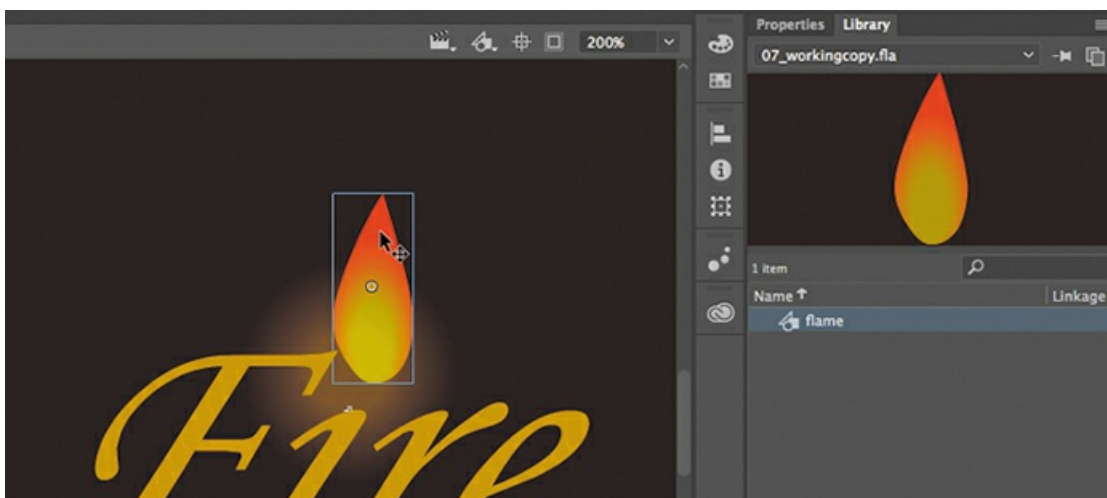 Properties Library
200%
07_workingcopy.fla
1 item
Name Linkage
flame
Fire